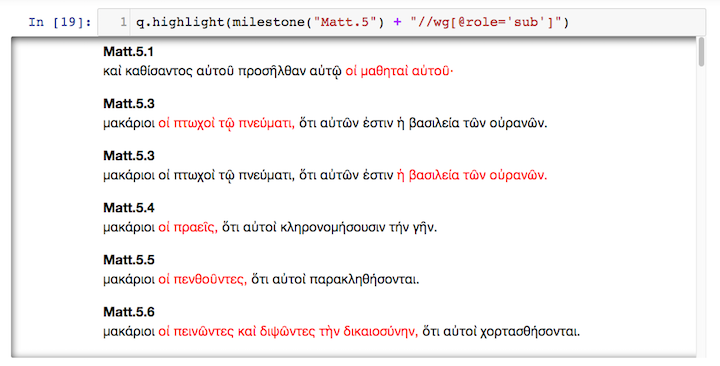 In [19]: 1 q.highlight(milestone("Matt.5") + "//wg[@role='sub']")
Matt.5.1
καὶ καθίσαντος αὐτοῦ προσῆλθαν αὐτῷ οἱ μαθηταὶ αὐτοῦ·
Matt.5.3
μακάριοι οἱ πτωχοὶ τῷ πνεύματι, ὅτι αὐτῶν ἐστιν ἡ βασιλεία τῶν οὐρανῶν.
Matt.5.3
μακάριοι οἱ πτωχοὶ τῷ πνεύματι, ὅτι αὐτῶν ἐστιν ἡ βασιλεία τῶν οὐρανῶν.
Matt.5.4
μακάριοι οἱ πραεῖς, ὅτι αὐτοὶ κληρονομήσουσιν τήν γῆν.
Matt.5.5
μακάριοι οἱ πενθοῦντες, ὅτι αὐτοὶ παρακληθήσονται.
Matt.5.6
μακάριοι οἱ πεινῶντες καὶ διψῶντες τὴν δικαιοσύνην, ὅτι αὐτοὶ χορτασθήσονται.